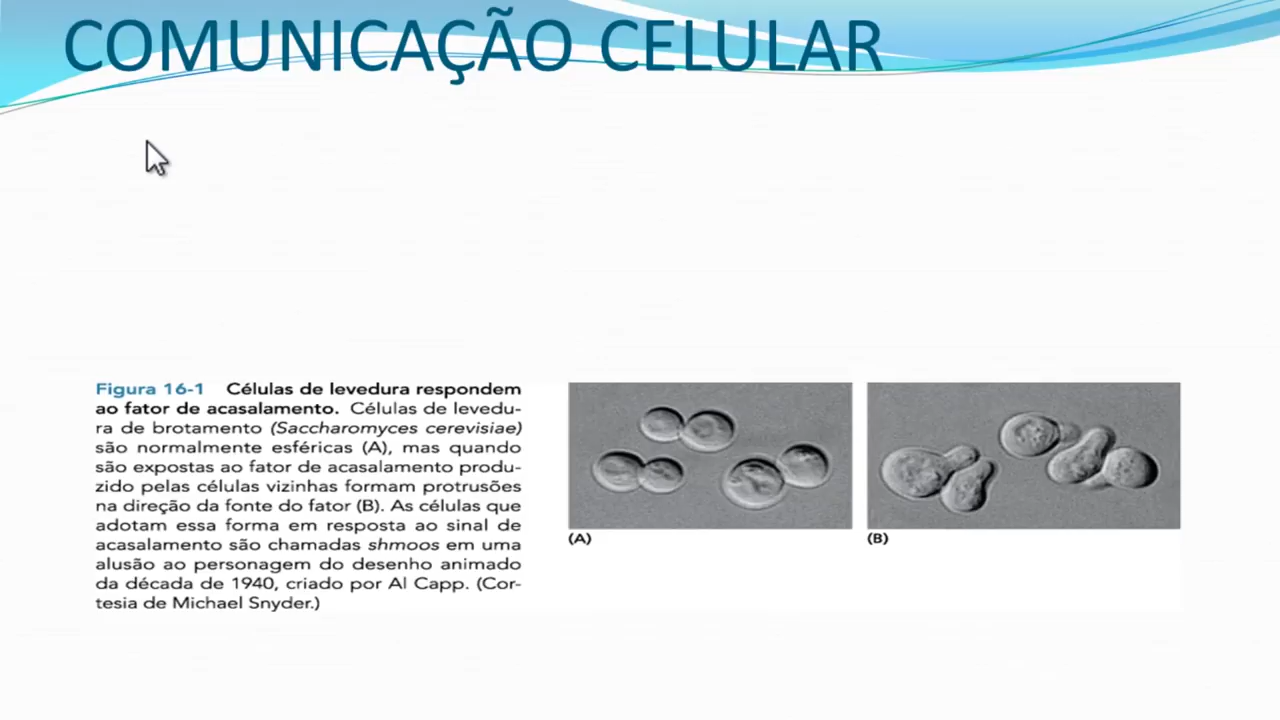 COMUNICAÇÃO CELULAR
Figura 16-1 Células de levedura respondem
ao fator de acasalamento. Células de levedu-
ra de brotamento (Saccharomyces cerevisiae)
são normalmente esféricas (A), mas quando
são expostas ao fator de acasalamento produ-
zido pelas células vizinhas formam protrusões
na direção da fonte do fator (B). As células que
adotam essa forma em resposta ao sinal de
acasalamento são chamadas shmoos em uma
alusão ao personagem do desenho animado
da década de 1940, criado por Al Capp. (Cor-
tesia de Michael Snyder.)
(A)
(B)